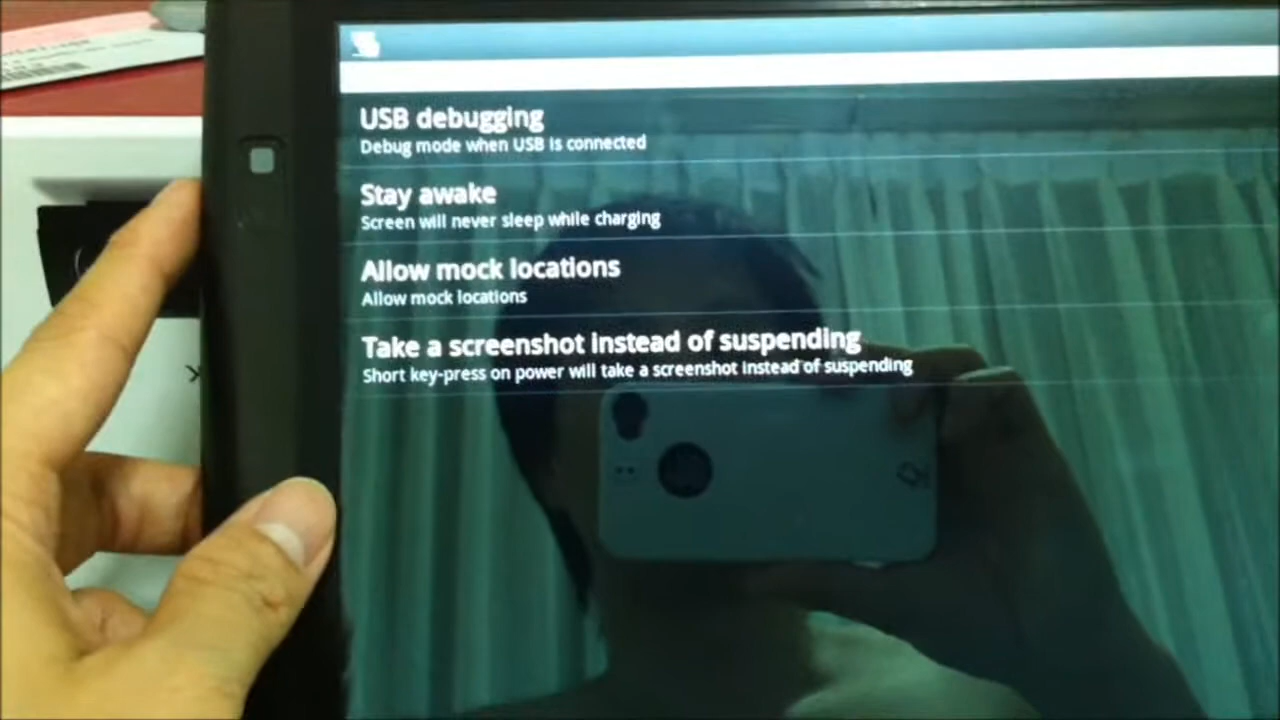 USB debugging
Debug mode when USB is connected
Stay awake
Screen will never sleep while charging
Allow mock locations
Allow mock locations
Take a screenshot instead of suspending
Short key-press on power will take a screenshot instead of suspending